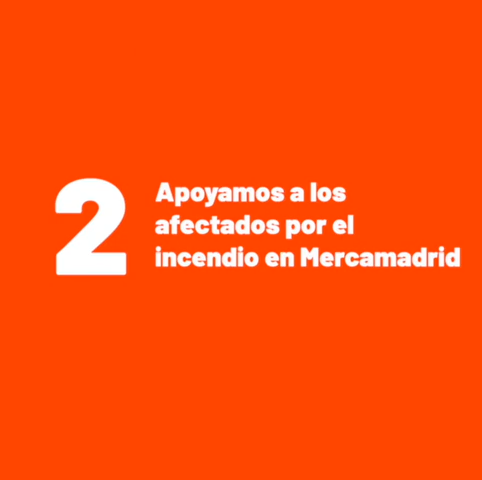 2
Apoyamos a los
afectados por el
incendio en Mercamadrid